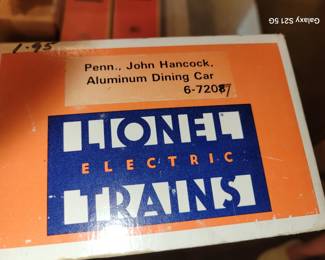 Galaxy S21 5G
1-95
Penn., John Hancock,
Aluminum Dining Car
6-7208
LIONEL
ELECTRIC
TRAINS